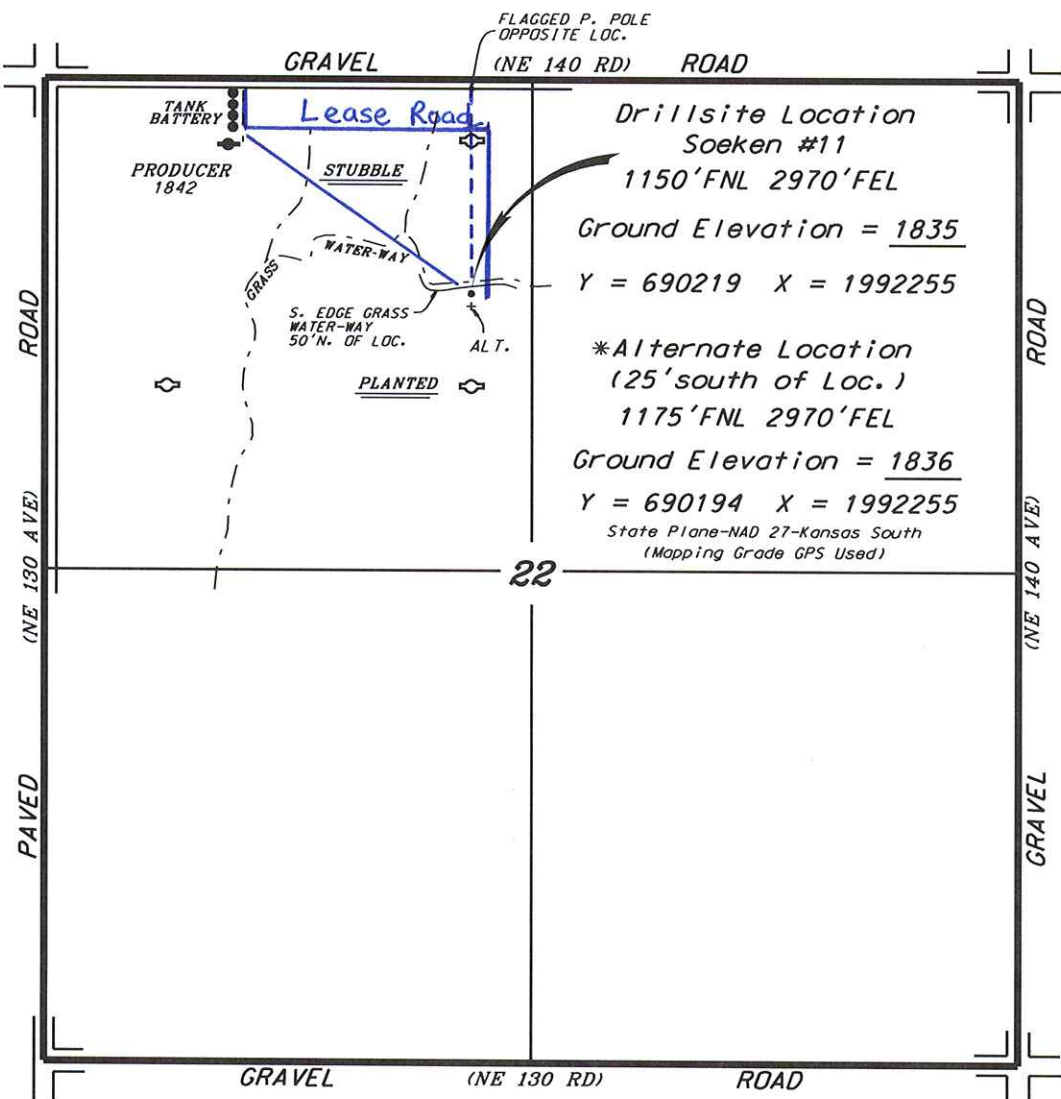 FLAGGED P. POLE
OPPOSITE LOC.
GRAVEL (NE 140 RD) ROAD
TANK
BATTERY
Lease Road
PRODUCER
1842
STUBBLE
WATER-WAY
GRASS
S. EDGE GRASS
WATER-WAY
50'N. OF LOC.
ALT.
PLANTED
Drillsite Location
Soeken #11
1150'FNL 2970'FEL
Ground Elevation = 1835
Y = 690219 X = 1992255
*Alternate Location
(25'south of Loc.)
1175'FNL 2970'FEL
Ground Elevation = 1836
Y = 690194 X = 1992255
State Plane-NAD 27-Kansas South
(Mapping Grade GPS Used)
22
PAVED (NE 130 AVE) ROAD
GRAVEL (NE 140 AVE) ROAD
GRAVEL (NE 130 RD) ROAD